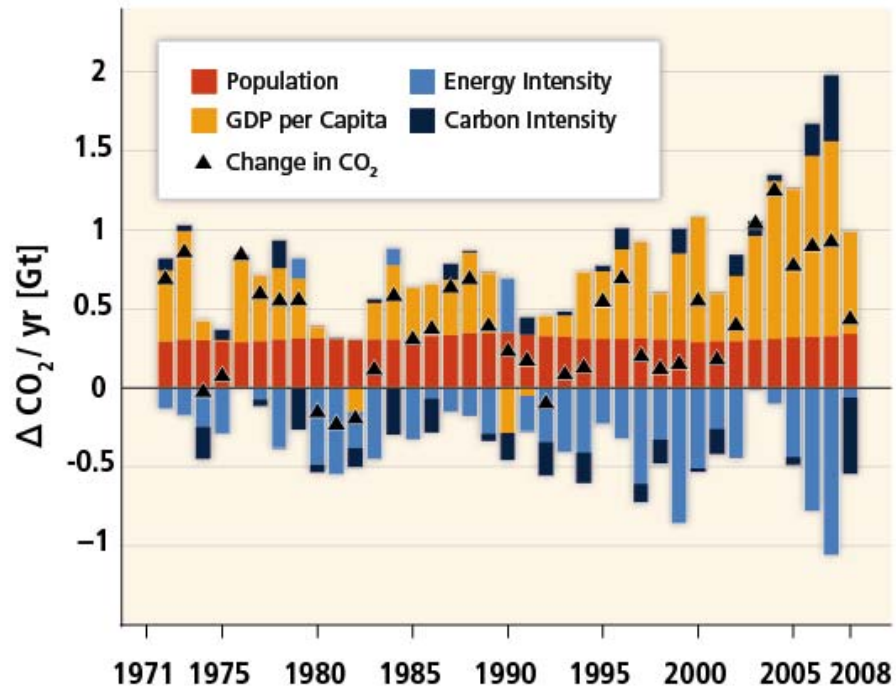 Population
Energy Intensity
GDP per Capita
Carbon Intensity
Change in CO₂
Δ CO₂/ yr [Gt]
2
1.5
1
0.5
0
-0.5
−1
1971 1975 1980 1985 1990 1995 2000 2005 2008